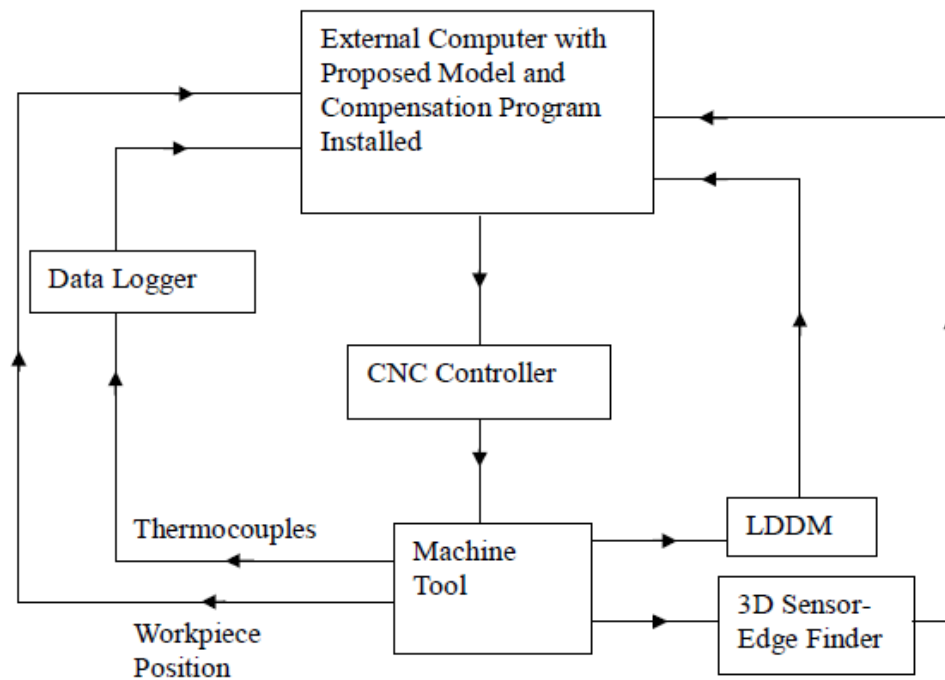 External Computer with
Proposed Model and
Compensation Program
Installed
Data Logger
CNC Controller
Thermocouples
Machine
Tool
LDDM
Workpiece
Position
3D Sensor-
Edge Finder